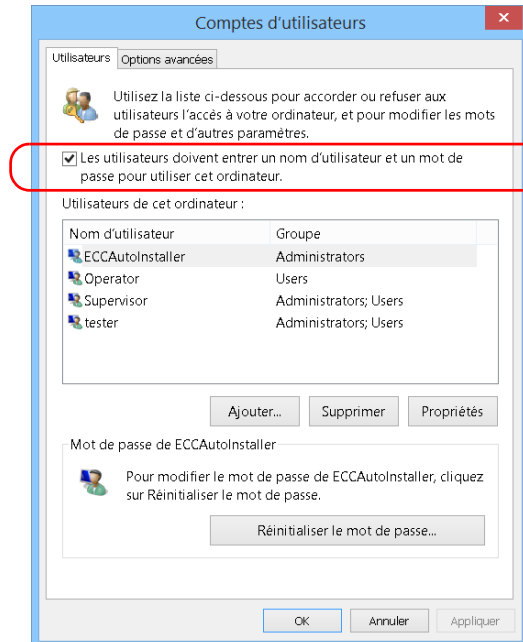 Comptes d'utilisateurs
Utilisateurs Options avancées
Utilisez la liste ci-dessous pour accorder ou refuser aux
utilisateurs l'accès à votre ordinateur, et pour modifier les mots
de passe et d'autres paramètres.
Les utilisateurs doivent entrer un nom d'utilisateur et un mot de
passe pour utiliser cet ordinateur.
Utilisateurs de cet ordinateur :
Nom d'utilisateur Groupe
ECCAutoInstaller Administrators
Operator Users
Supervisor Administrators; Users
tester Administrators; Users
Ajouter... Supprimer Propriétés
Mot de passe de ECCAutoInstaller
Pour modifier le mot de passe de ECCAutoInstaller, cliquez
sur Réinitialiser le mot de passe.
Réinitialiser le mot de passe...
OK Annuler Appliquer